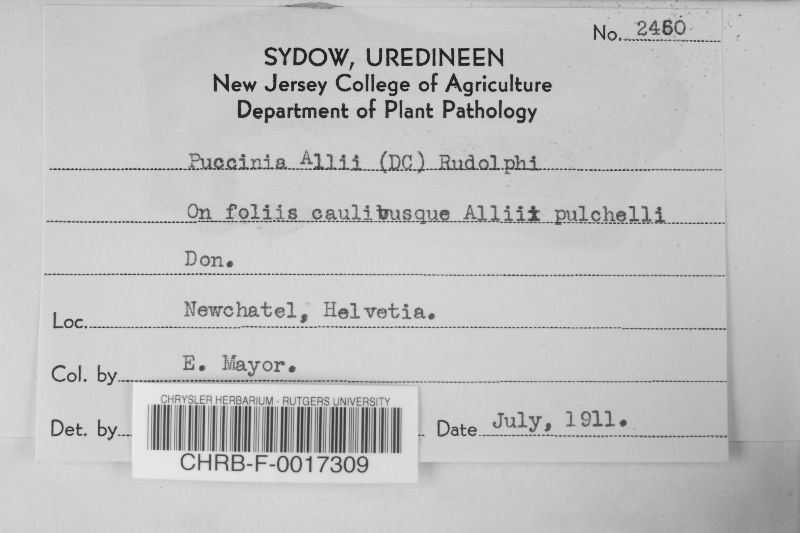 No. 2460
SYDOW, UREDINEEN
New Jersey College of Agriculture
Department of Plant Pathology
Puccinia Allii (DC) Rudolphi
On foliis caulibusque Allii pulchelli
Don.
Loc. Newchatel, Helvetia.
Col. by E. Mayor.
Det. by
Date July, 1911.
CHRYSLER HERBARIUM - RUTGERS UNIVERSITY
CHRB-F-0017309